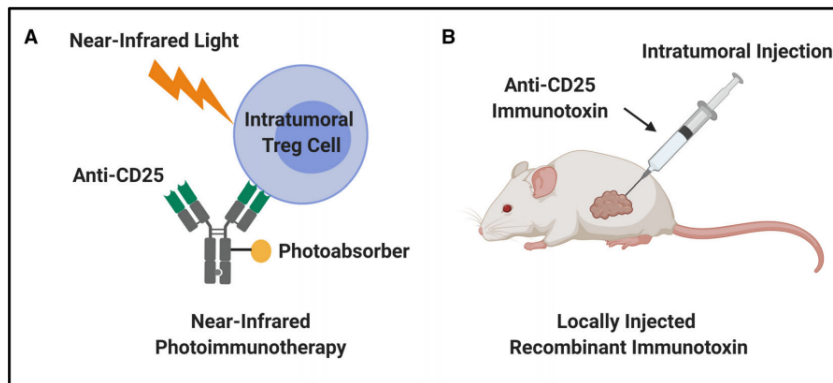 A
Near-Infrared Light
Intratumoral
Treg Cell
Anti-CD25
Photoabsorber
Near-Infrared
Photoimmunotherapy
B
Intratumoral Injection
Anti-CD25
Immunotoxin
Locally Injected
Recombinant Immunotoxin